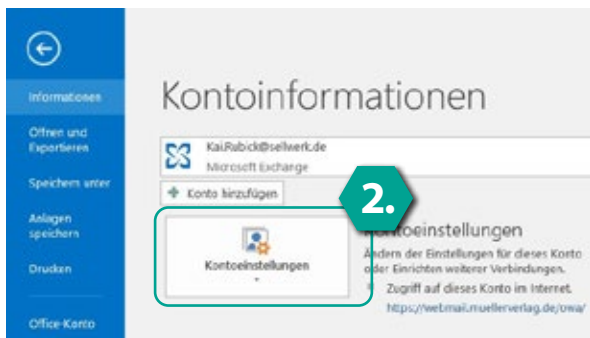 Informationen
Öffnen und
Exportieren
Speichern unter
Anlagen
speichern
Drucken
Office-Konto
Kontoinformationen
Kai.Rubick@sellwerk.de
Microsoft Exchange
Konto hinzufügen
2.
Kontoeinstellungen
Kontoeinstellungen
Ändern der Einstellungen für dieses Konto
oder Einrichten weiterer Verbindungen.
Zugriff auf dieses Konto im Internet.
https://webmail.muellerverlag.de/owa/